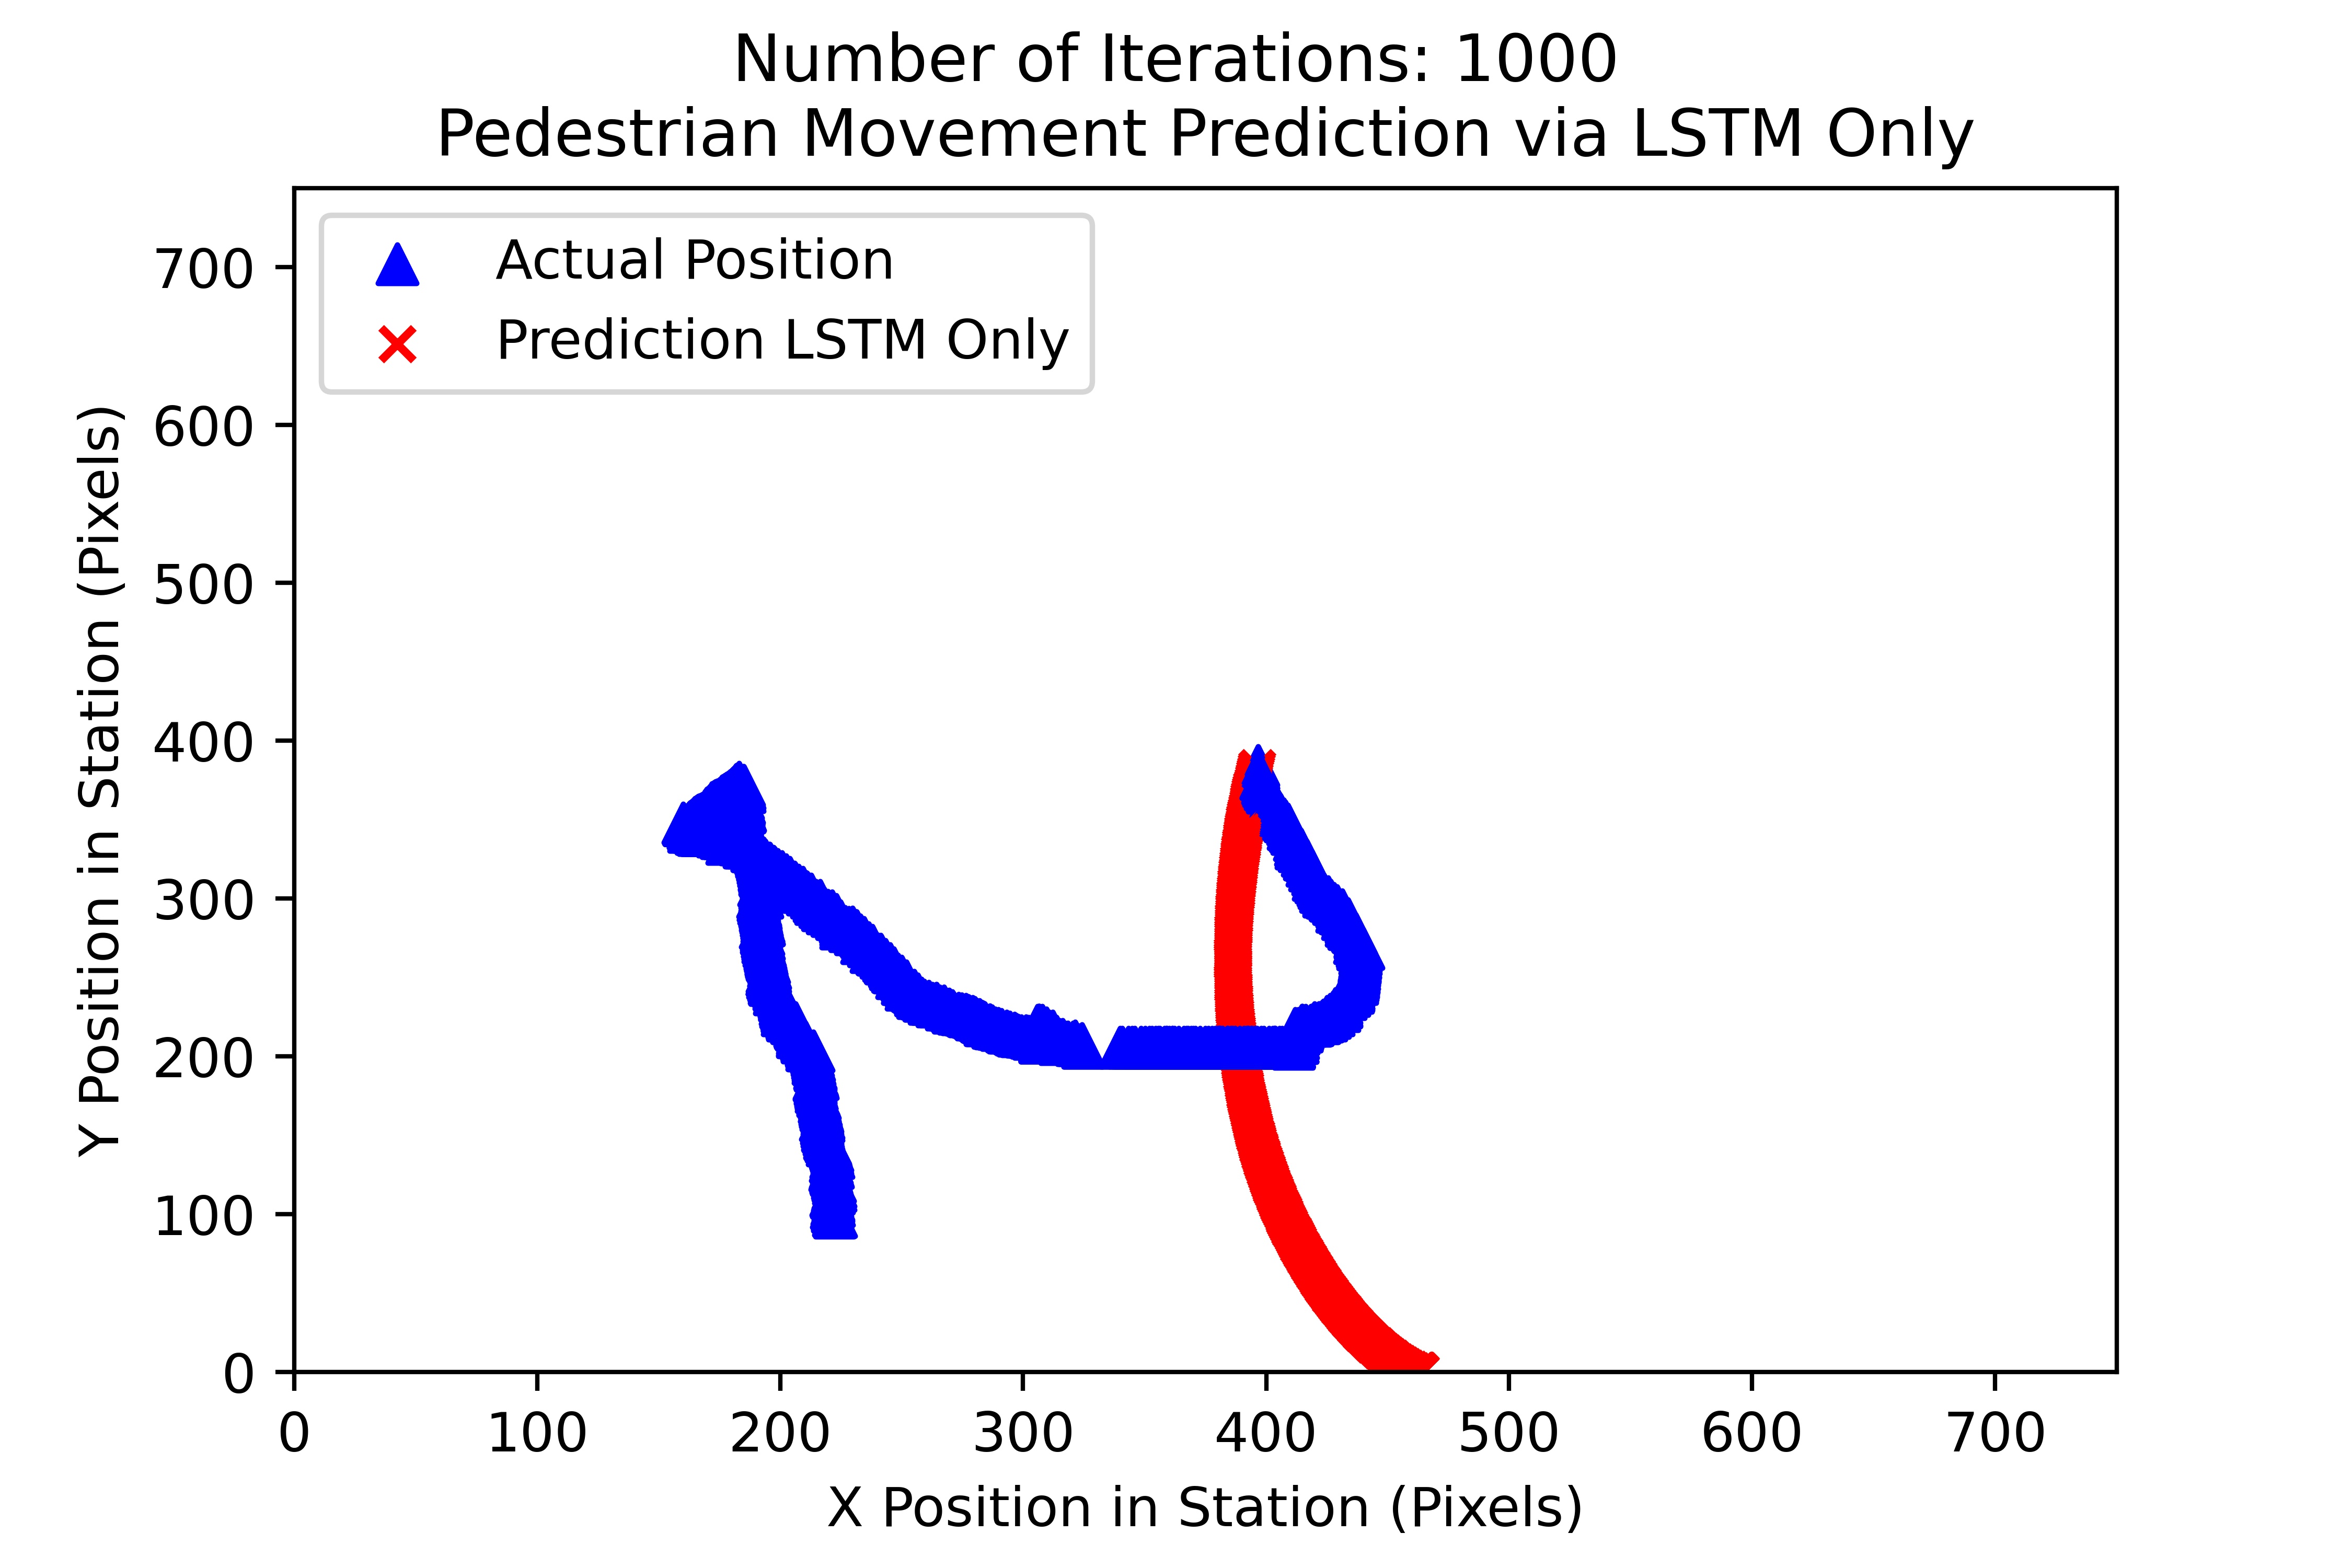 Number of Iterations: 1000
Pedestrian Movement Prediction via LSTM Only
Actual Position
Prediction LSTM Only
Y Position in Station (Pixels)
700
600
500
400
300
200
100
0
0 100 200 300 400 500 600 700
X Position in Station (Pixels)